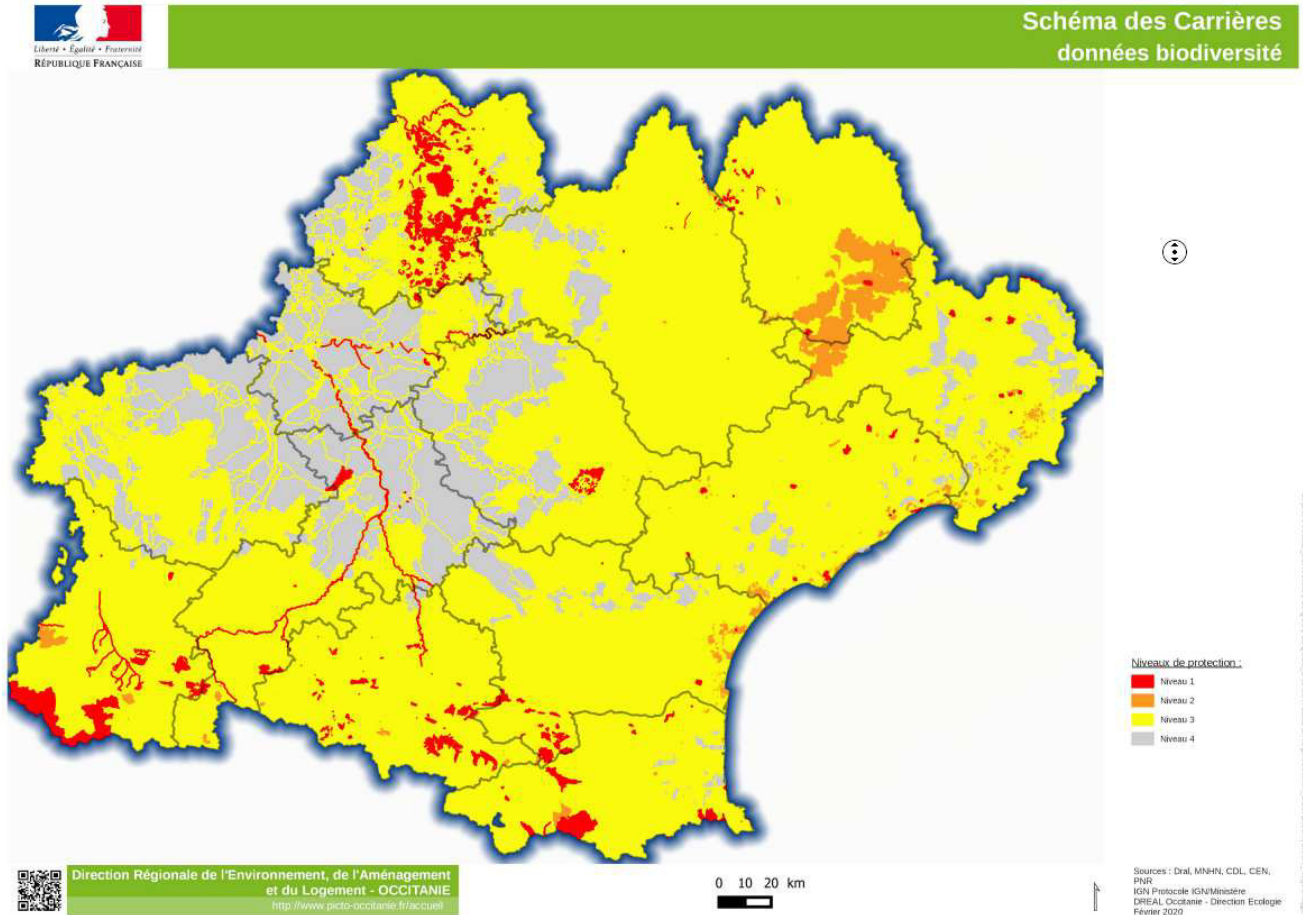 Liberté • Égalité • Fraternité
RÉPUBLIQUE FRANÇAISE
Schéma des Carrières
données biodiversité
Niveaux de protection :
Niveau 1
Niveau 2
Niveau 3
Niveau 4
Direction Régionale de l'Environnement, de l'Aménagement
et du Logement - OCCITANIE
http://www.picto-occitanie.fr/accueil
0 10 20 km
Sources : Dral, MNHN, CDL, CEN,
PNR
IGN Protocole IGN/Ministère
DREAL Occitanie - Direction Ecologie
Février 2020